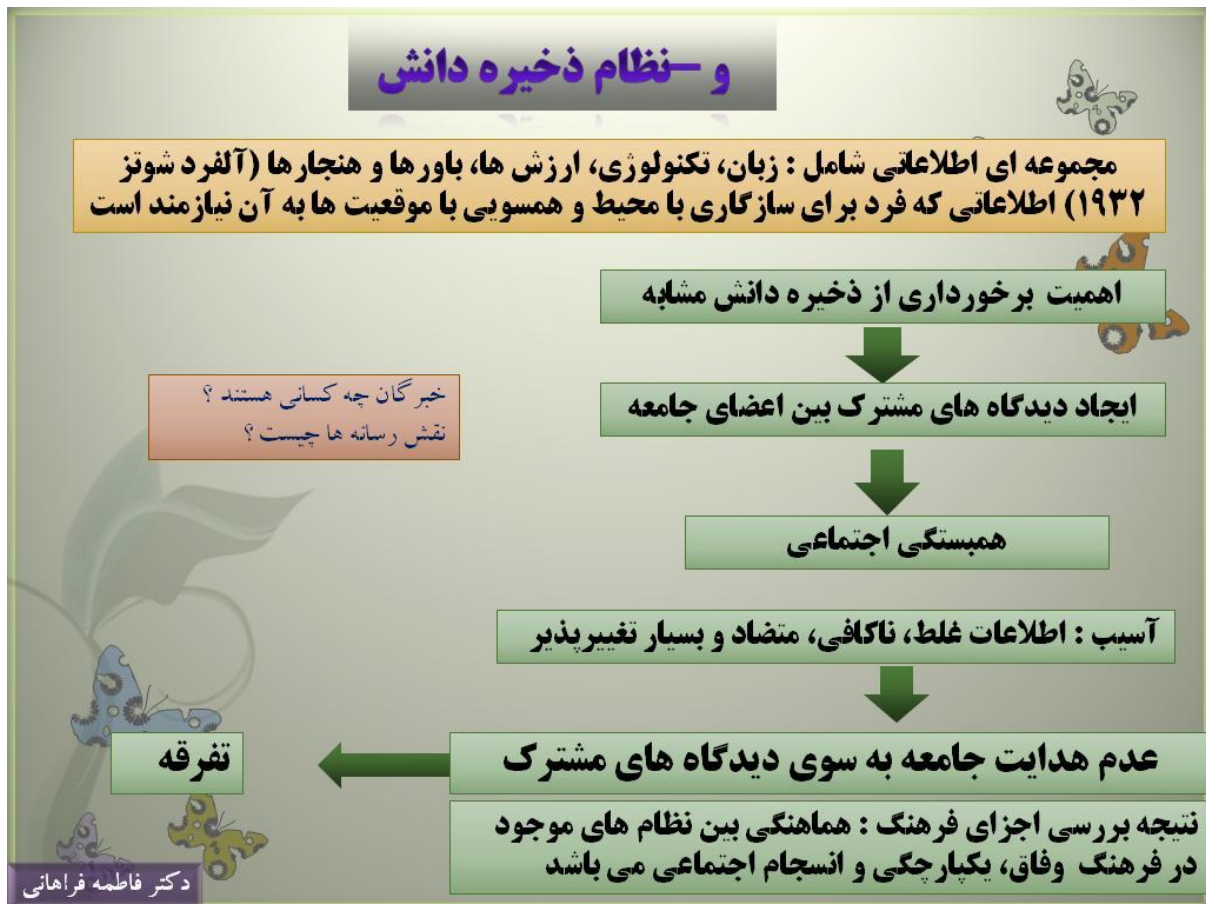 و –نظام ذخیره دانش
مجموعه ای اطلاعاتی شامل : زبان، تکنولوژی، ارزش ها، باورها و هنجارها (آلفرد شوتز
۱۹۳۲) اطلاعاتی که فرد برای سازگاری با محیط و همسویی با موقعیت ها به آن نیازمند است
اهمیت برخورداری از ذخیره دانش مشابه
ایجاد دیدگاه های مشترک بین اعضای جامعه
خبرگان چه کسانی هستند ؟
نقش رسانه ها چیست ؟
همبستگی اجتماعی
آسیب : اطلاعات غلط، ناکافی، متضاد و بسیار تغییرپذیر
عدم هدایت جامعه به سوی دیدگاه های مشترک
تفرقه
نتیجه بررسی اجزای فرهنگ : هماهنگی بین نظام های موجود
در فرهنگ وفاق، یکپارچگی و انسجام اجتماعی می باشد
دکتر فاطمه فراهانی